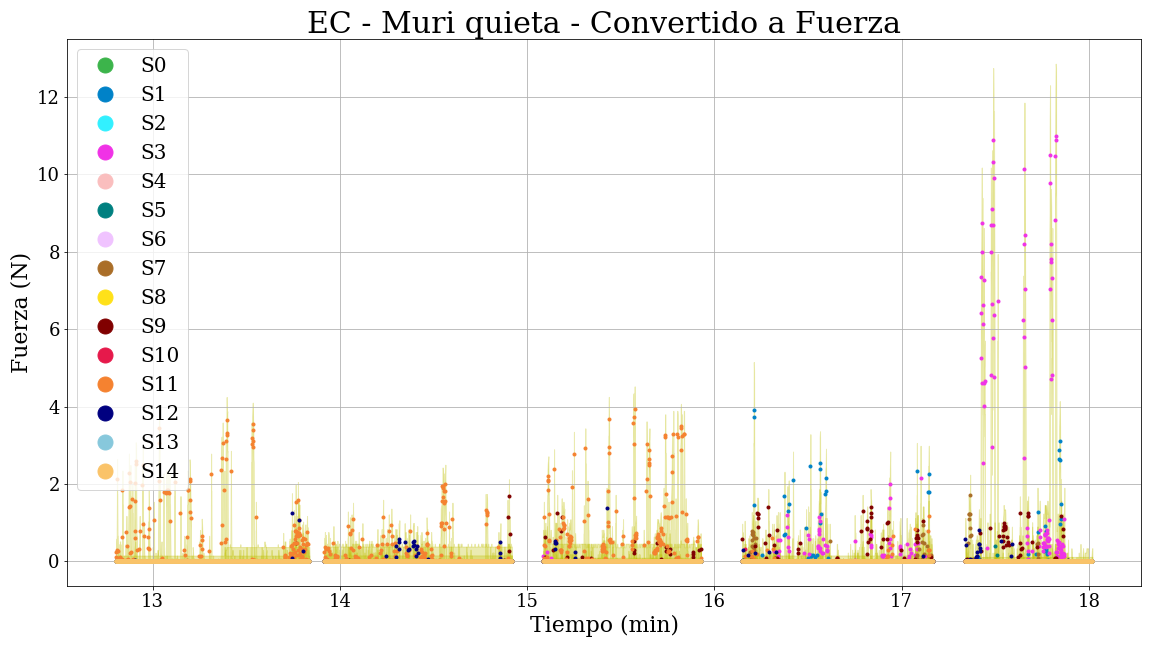 EC - Muri quieta - Convertido a Fuerza
S0
S1
S2
S3
S4
S5
S6
S7
S8
S9
S10
S11
S12
S13
S14
Fuerza (N)
12
10
8
6
4
2
0
13
14
15
16
17
18
Tiempo (min)